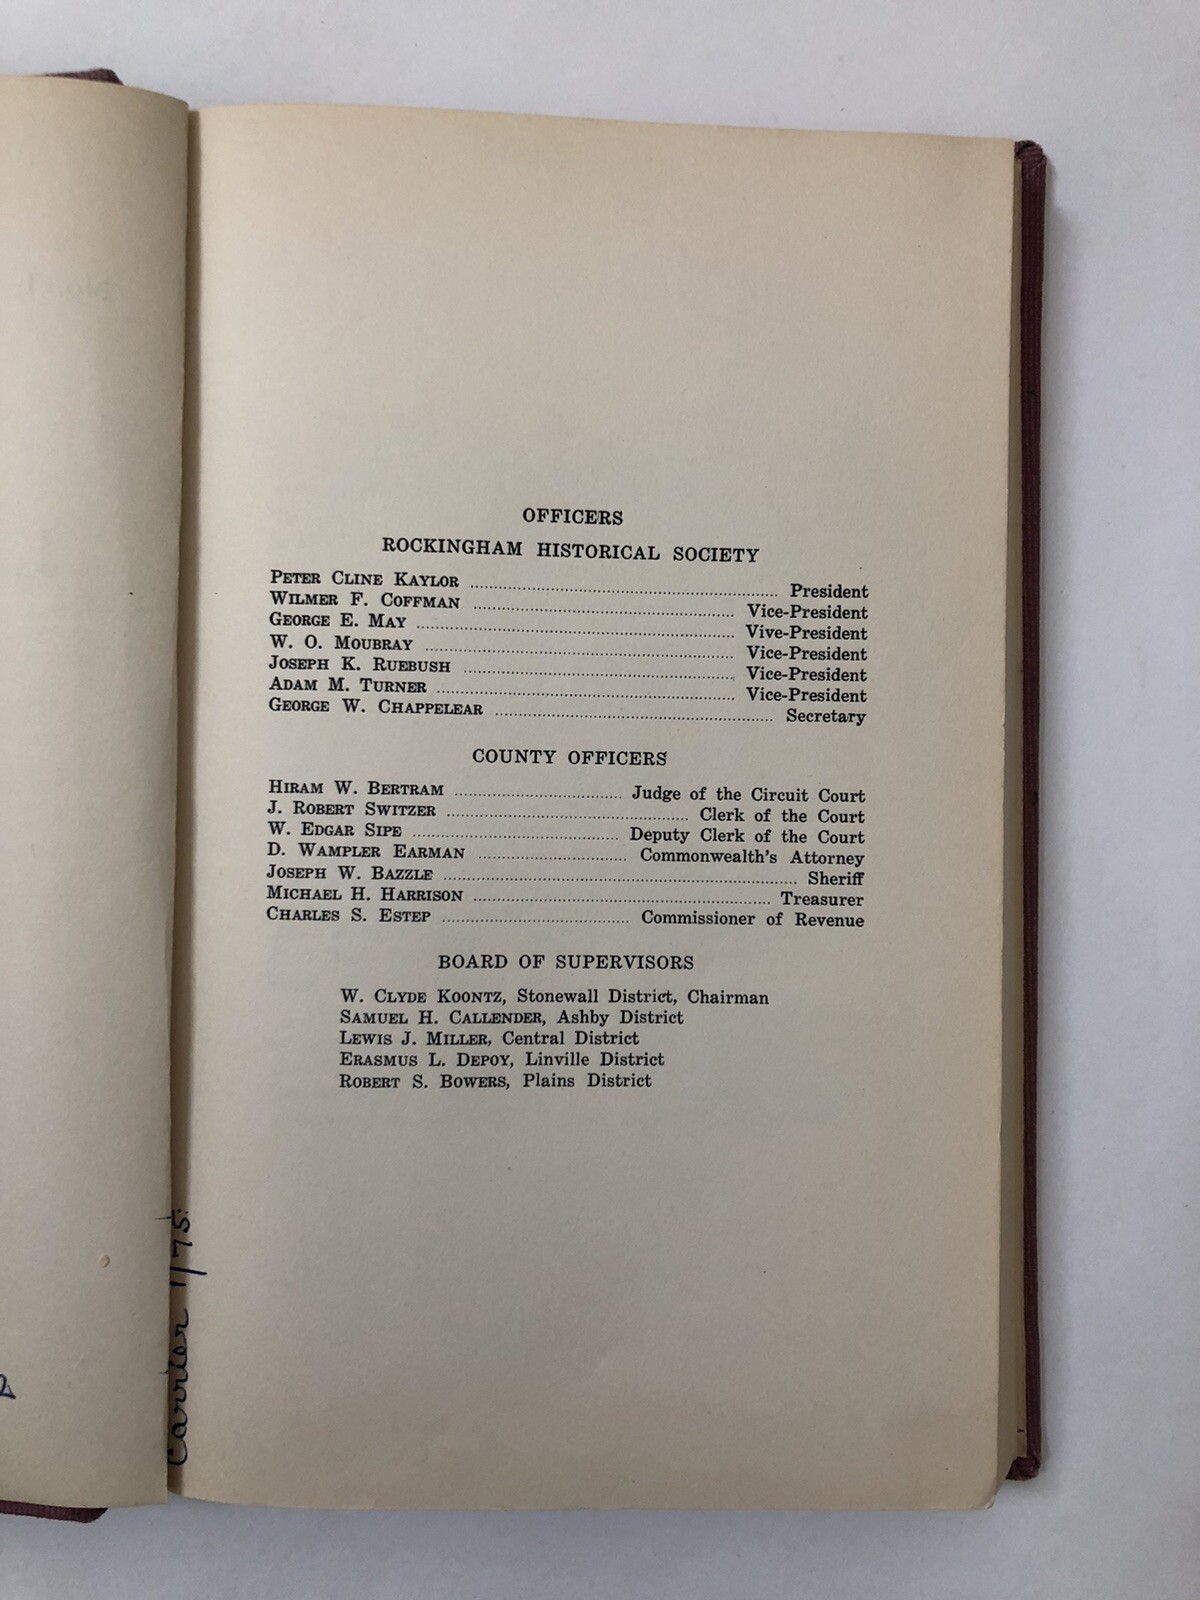 OFFICERS
ROCKINGHAM HISTORICAL SOCIETY
PETER CLINE KAYLOR ........ President
WILMER F. COFFMAN ........ Vice-President
GEORGE E. MAY ........ Vive-President
W. O. MOUBRAY ........ Vice-President
JOSEPH K. RUEBUSH ........ Vice-President
ADAM M. TURNER ........ Vice-President
GEORGE W. CHAPPELEAR ........ Secretary
COUNTY OFFICERS
HIRAM W. BERTRAM ........ Judge of the Circuit Court
J. ROBERT SWITZER ........ Clerk of the Court
W. EDGAR SIPE ........ Deputy Clerk of the Court
D. WAMPLER EARMAN ........ Commonwealth's Attorney
JOSEPH W. BAZZLE ........ Sheriff
MICHAEL H. HARRISON ........ Treasurer
CHARLES S. ESTEP ........ Commissioner of Revenue
BOARD OF SUPERVISORS
W. CLYDE KOONTZ, Stonewall District, Chairman
SAMUEL H. CALLENDER, Ashby District
LEWIS J. MILLER, Central District
ERASMUS L. DEPOY, Linville District
ROBERT S. BOWERS, Plains District
Carrier 1/75